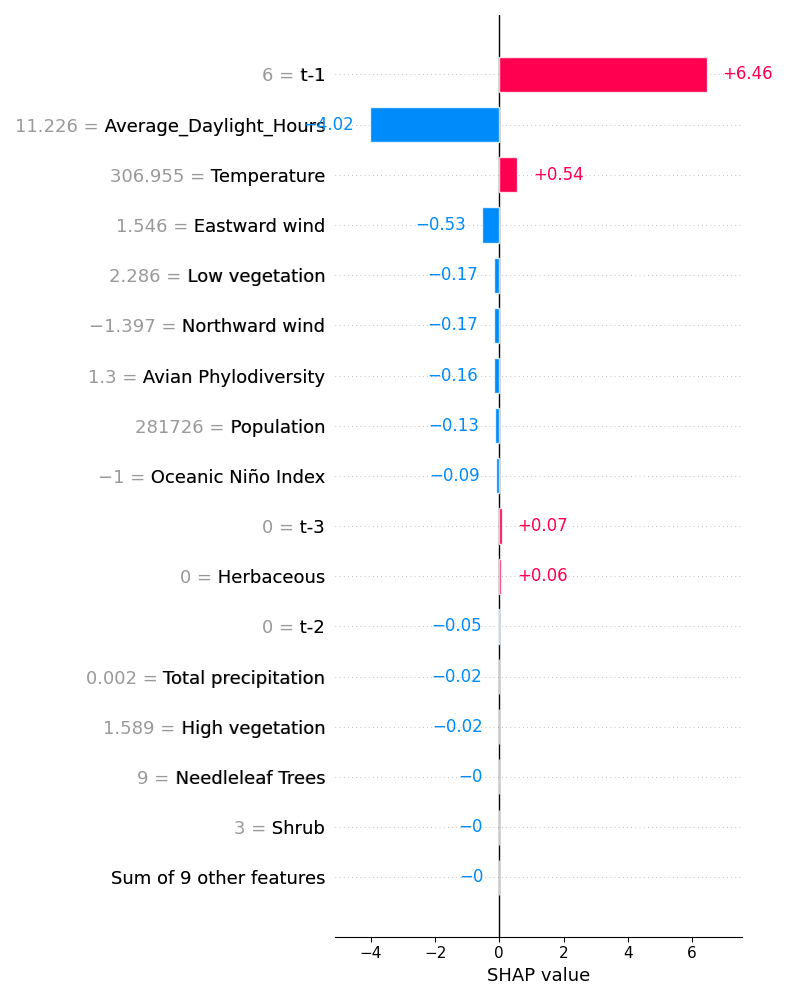 6 = t-1 +6.46
11.226 = Average_Daylight_Hours −4.02
306.955 = Temperature +0.54
1.546 = Eastward wind −0.53
2.286 = Low vegetation −0.17
−1.397 = Northward wind −0.17
1.3 = Avian Phylodiversity −0.16
281726 = Population −0.13
−1 = Oceanic Niño Index −0.09
0 = t-3 +0.07
0 = Herbaceous +0.06
0 = t-2 −0.05
0.002 = Total precipitation −0.02
1.589 = High vegetation −0.02
9 = Needleleaf Trees −0
3 = Shrub −0
Sum of 9 other features −0
−4 −2 0 2 4 6
SHAP value